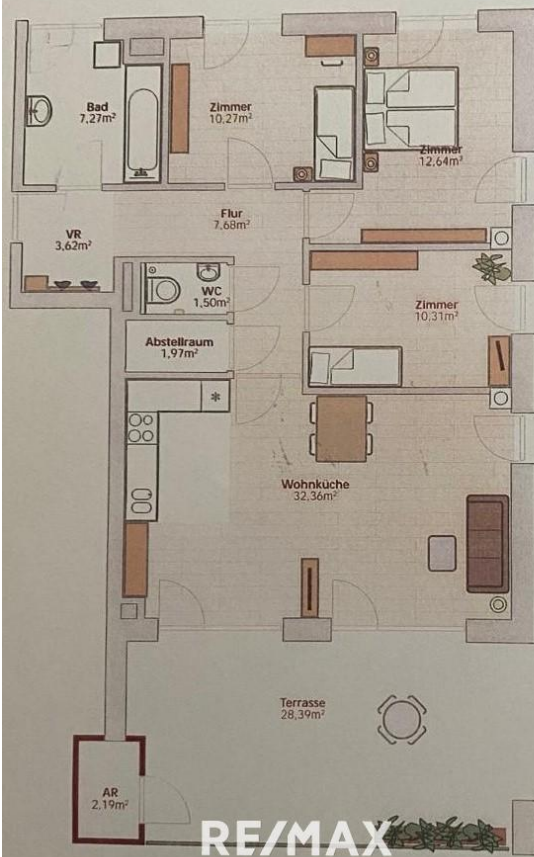 Bad
7,27m²
Zimmer
10,27m²
Zimmer
12,64m²
Flur
7,68m²
VR
3,62m²
WC
1,50m²
Zimmer
10,31m²
Abstellraum
1,97m²
*
Wohnküche
32,36m²
Terrasse
28,39m²
AR
2,19m²
RE/MAX